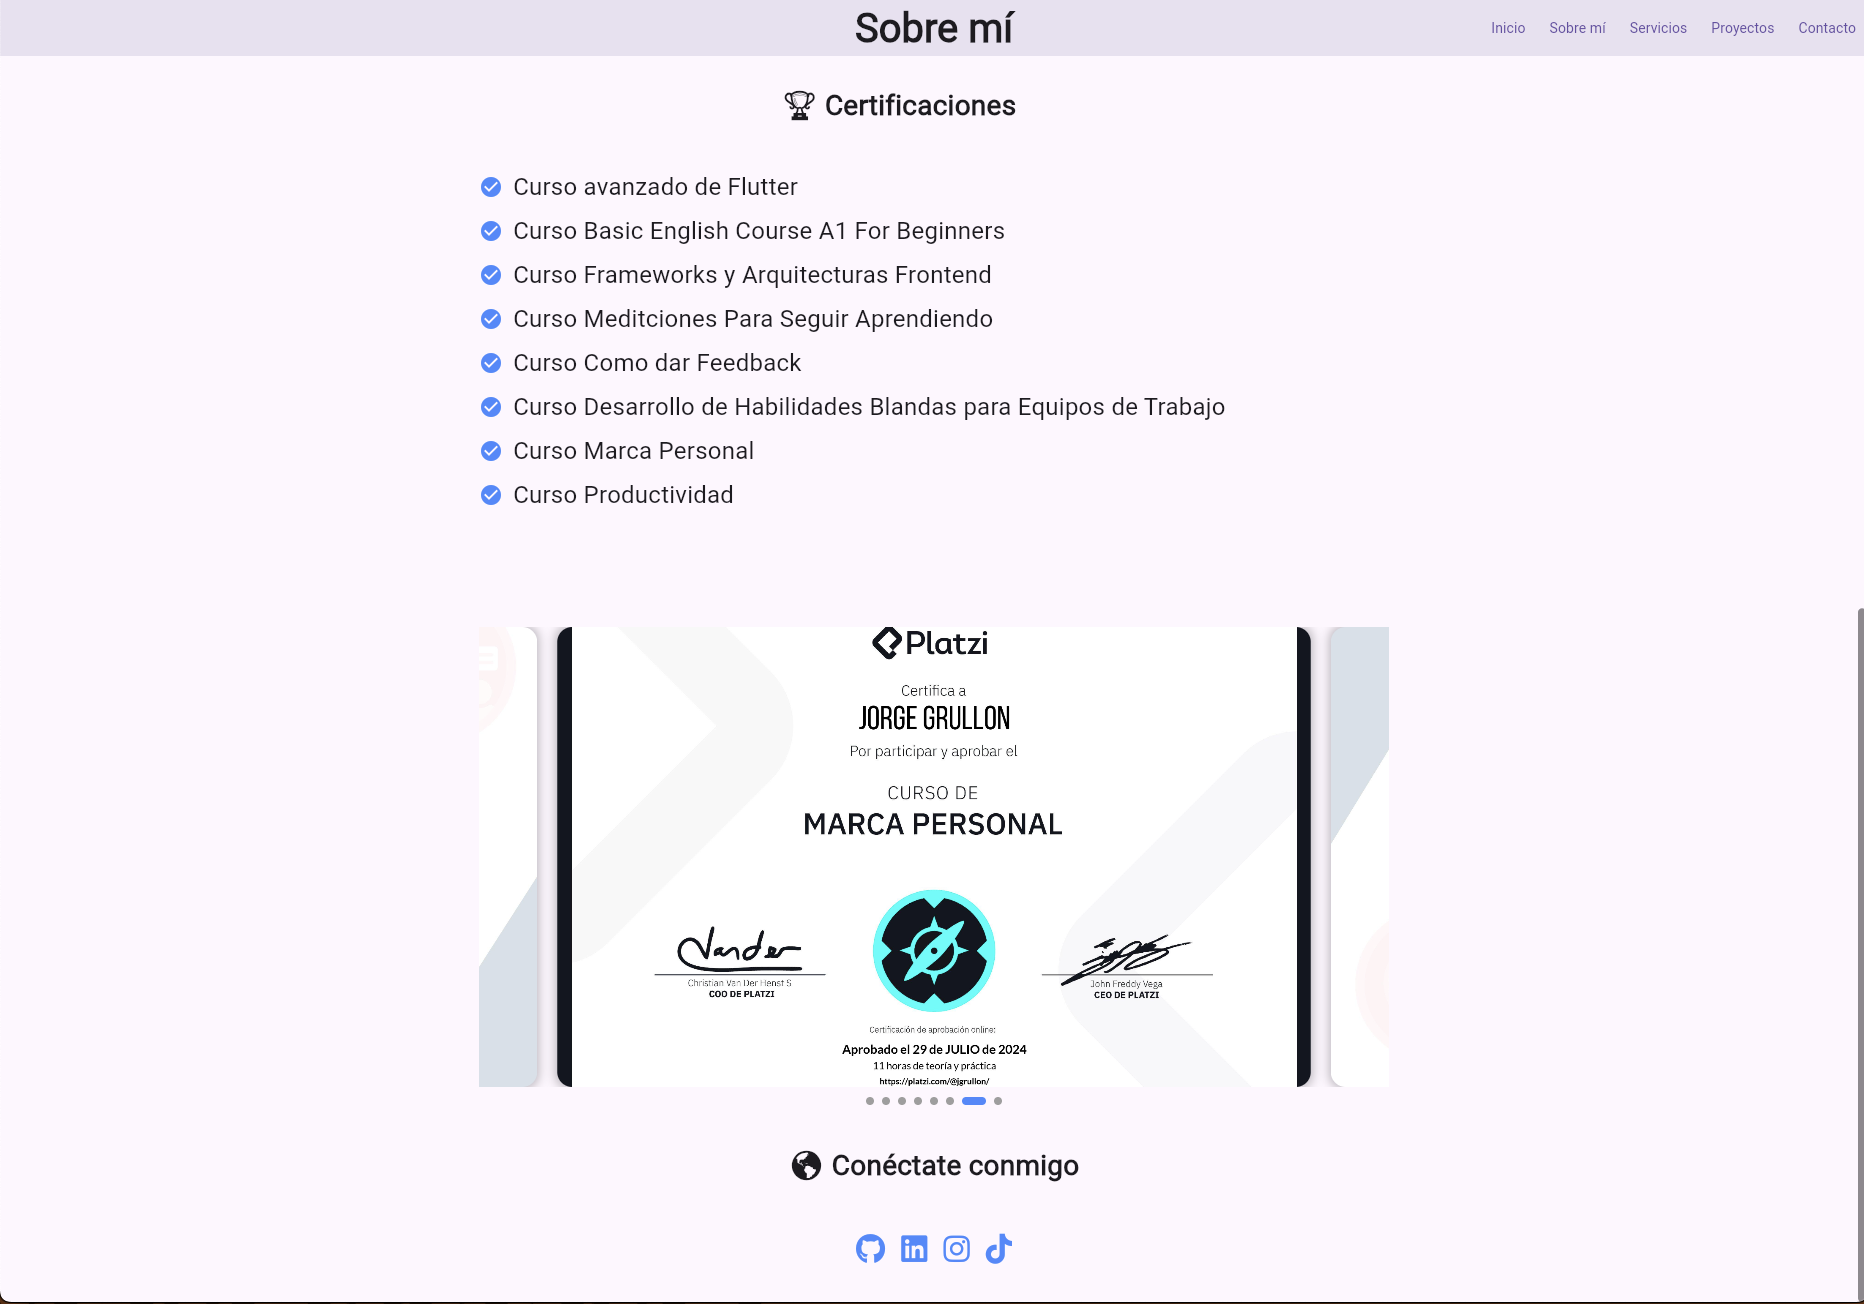 Sobre mí
Inicio Sobre mí Servicios Proyectos Contacto
Certificaciones
Curso avanzado de Flutter
Curso Basic English Course A1 For Beginners
Curso Frameworks y Arquitecturas Frontend
Curso Meditciones Para Seguir Aprendiendo
Curso Como dar Feedback
Curso Desarrollo de Habilidades Blandas para Equipos de Trabajo
Curso Marca Personal
Curso Productividad
Platzi
Certifica a
JORGE GRULLON
Por participar y aprobar el
CURSO DE
MARCA PERSONAL
Vander
Christian Van Der Henst S
COO DE PLATZI
John Freddy Vega
CEO DE PLATZI
Certificación de aprobación online:
Aprobado el 29 de JULIO de 2024
11 horas de teoría y práctica
https://platzi.com/@jgrullon/
Conéctate conmigo
in